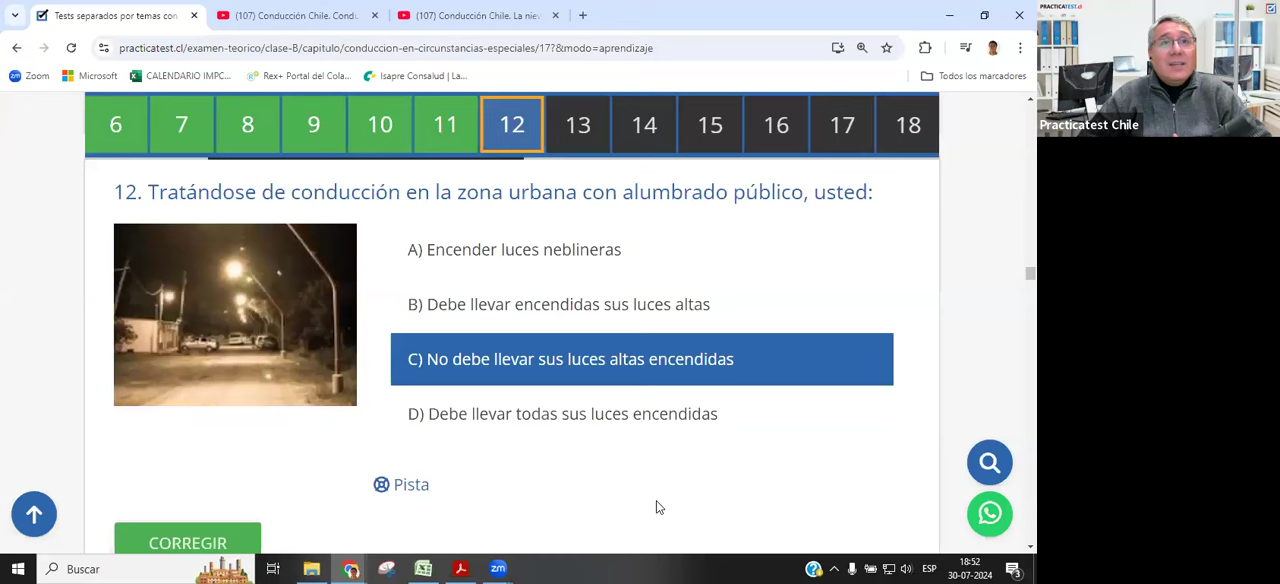 Tests separados por temas con
(107) Conducción Chile. C
(107) Conducción Chile: La nie
practicatest.cl/examen-teorico/clase-B/capitulo/conduccion-en-circunstancias-especiales/17?&modo=aprendizaje
Zoom
Microsoft
CALENDARIO IMPC...
Rex+ Portal del Cola
Isapre Consalud | La...
Todos los marcadores
6 7 8 9 10 11 12 13 14 15 16 17 18
12. Tratándose de conducción en la zona urbana con alumbrado público, usted:
A) Encender luces neblineras
B) Debe llevar encendidas sus luces altas
C) No debe llevar sus luces altas encendidas
D) Debe llevar todas sus luces encendidas
Pista
CORREGIR
PRACTICATEST.cl
Practicatest Chile
zm
Buscar
zm
ESP
18:52
30-07-2024
3